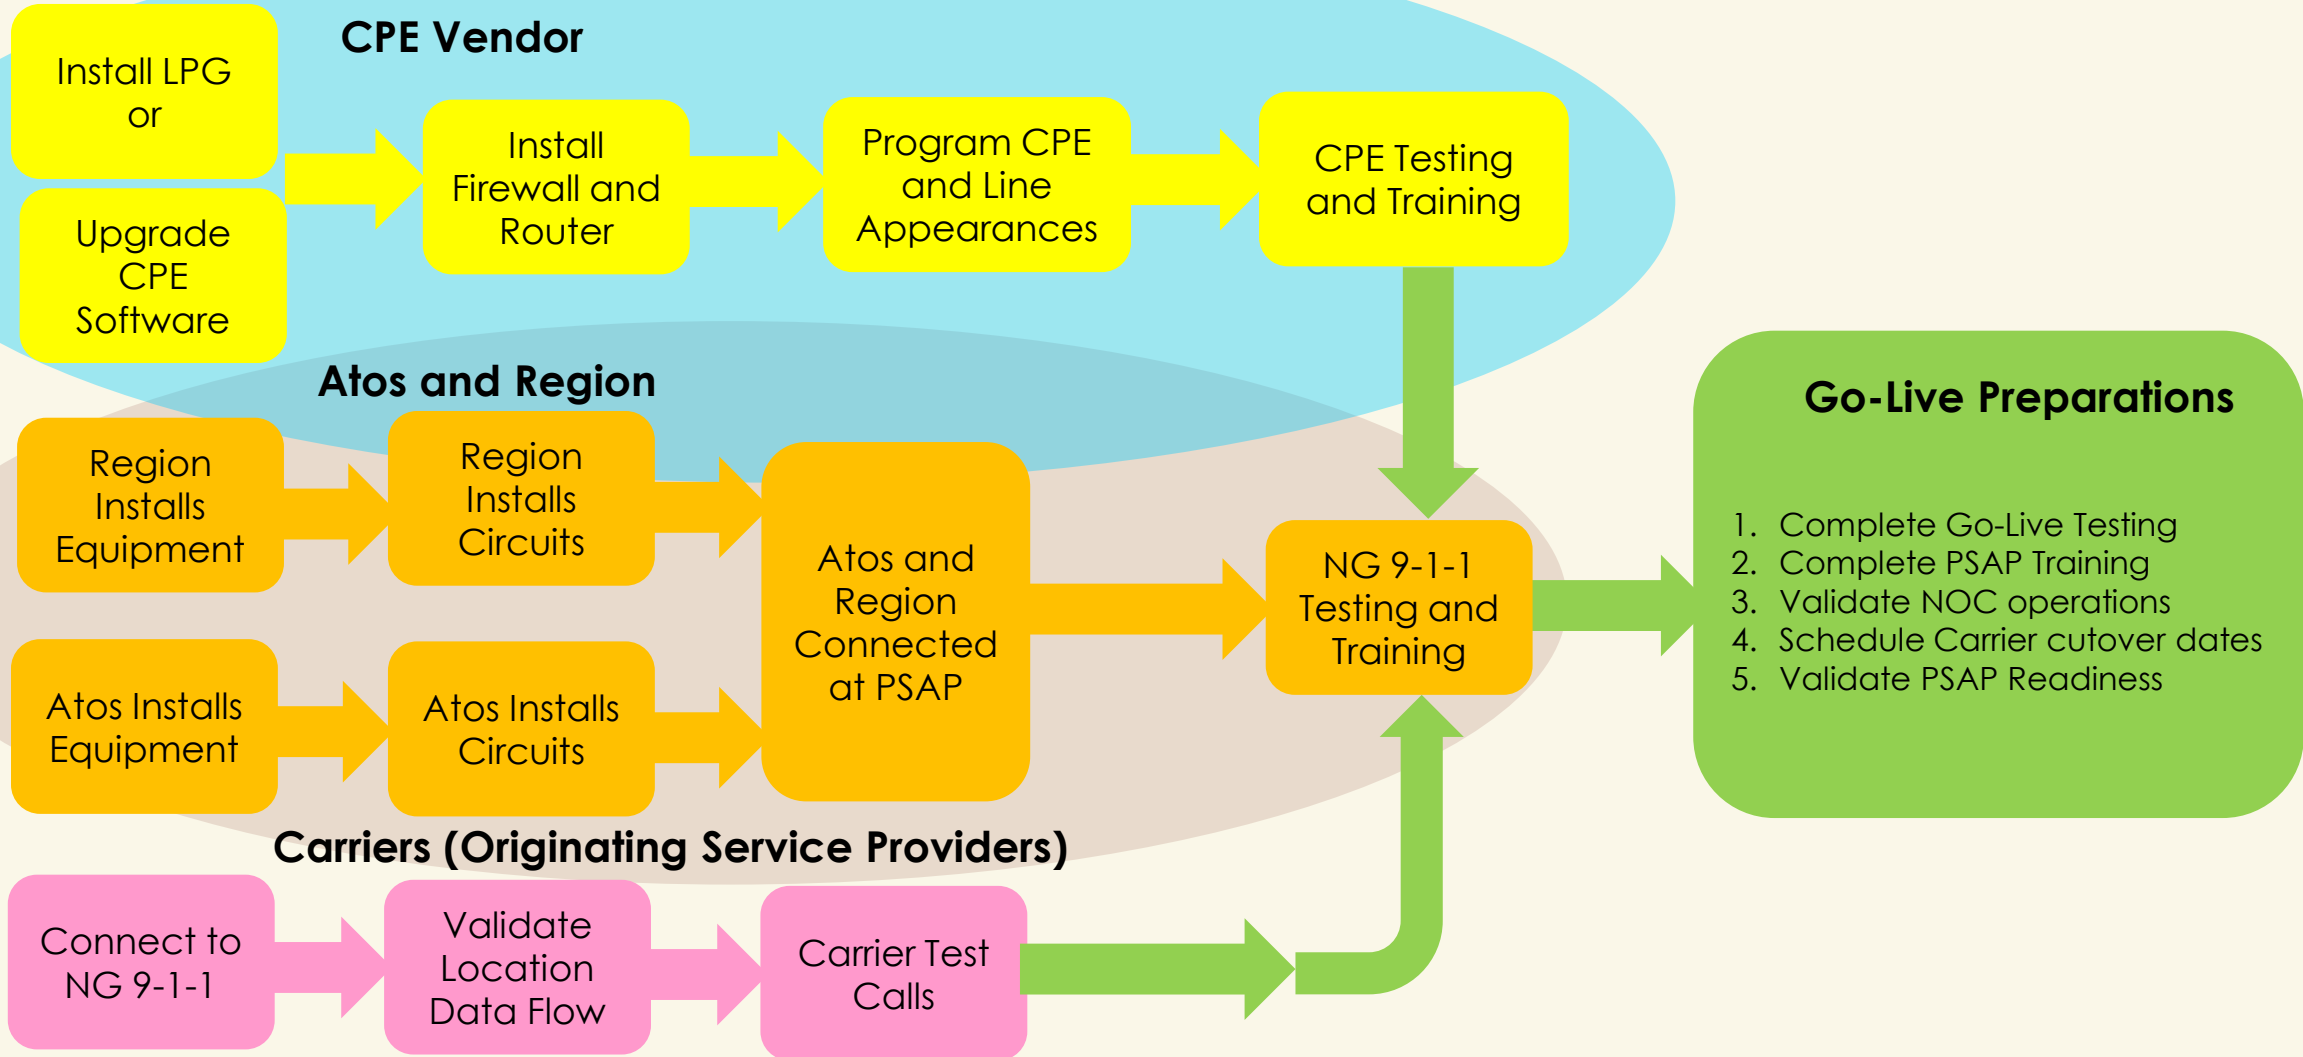 CPE Vendor
Install LPG
or
Upgrade
CPE
Software
Install
Firewall and
Router
Program CPE
and Line
Appearances
CPE Testing
and Training
Atos and Region
Region
Installs
Equipment
Region
Installs
Circuits
Atos Installs
Equipment
Atos Installs
Circuits
Atos and
Region
Connected
at PSAP
NG 9-1-1
Testing and
Training
Carriers (Originating Service Providers)
Connect to
NG 9-1-1
Validate
Location
Data Flow
Carrier Test
Calls
Go-Live Preparations
1. Complete Go-Live Testing
2. Complete PSAP Training
3. Validate NOC operations
4. Schedule Carrier cutover dates
5. Validate PSAP Readiness